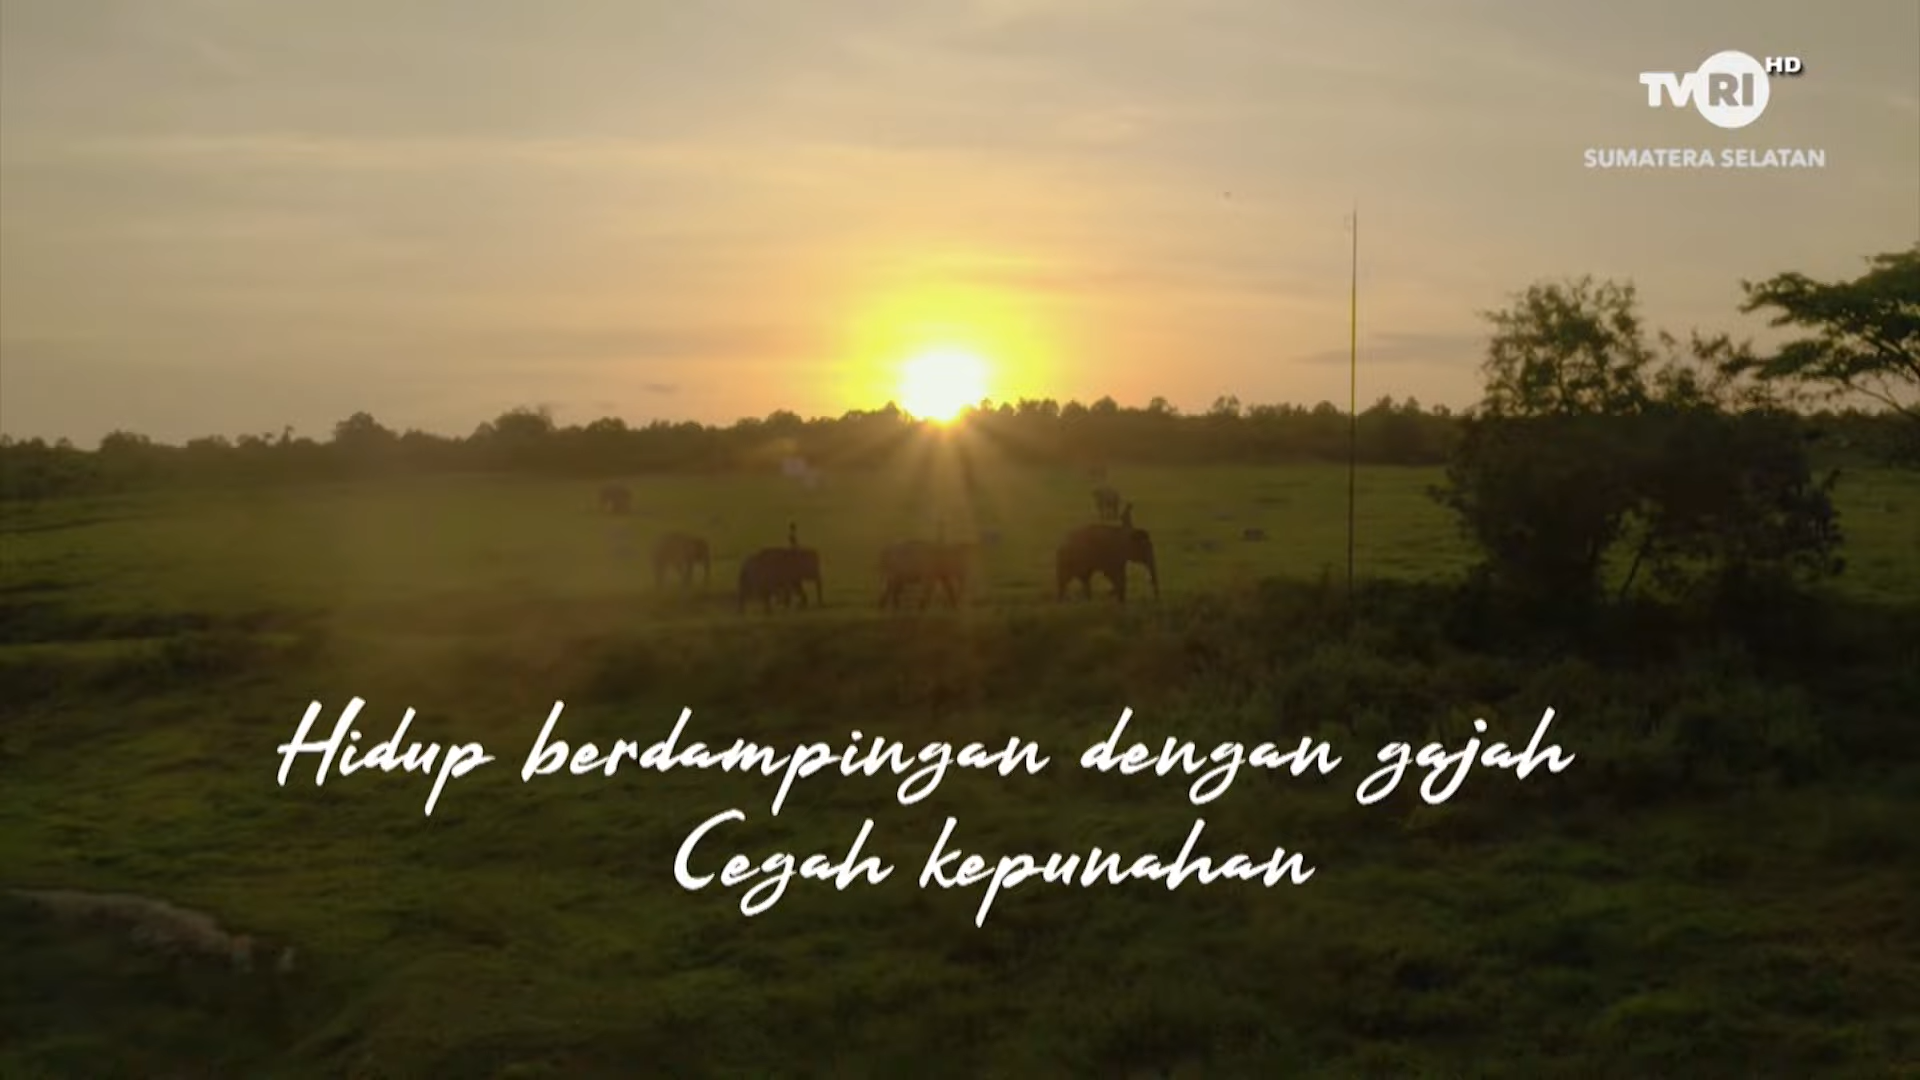 TVRI HD
SUMATERA SELATAN
Hidup berdampingan dengan gajah
Cegah kepunahan